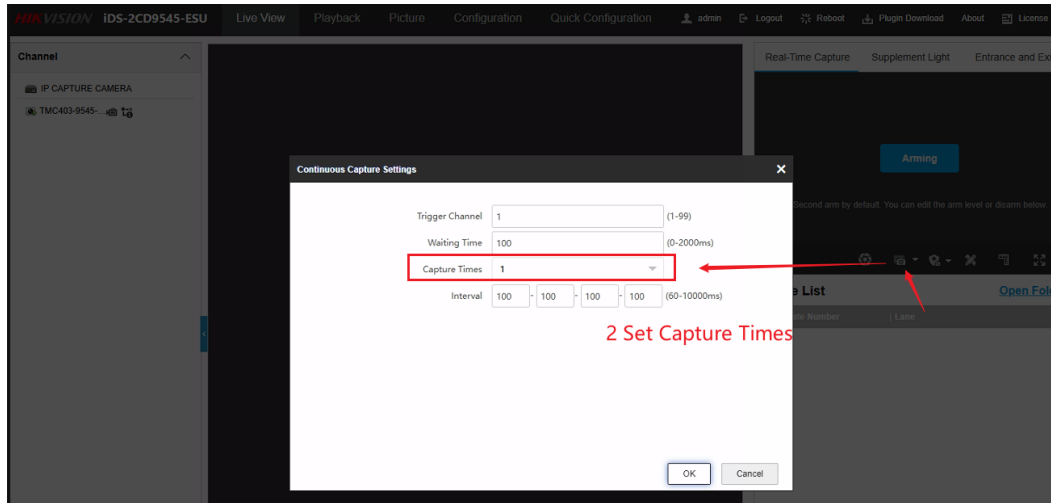 HIKVISION iDS-2CD9545-ESU Live View Playback Picture Configuration Quick Configuration admin Logout Reboot Plugin Download About License
Channel
IP CAPTURE CAMERA
TMC403-9545-...
Real-Time Capture Supplement Light Entrance and Exi
Arming
Second arm by default. You can edit the arm level or disarm below.
Continuous Capture Settings
Trigger Channel 1 (1-99)
Waiting Time 100 (0-2000ms)
Capture Times 1
Interval 100 - 100 - 100 - 100 (60-10000ms)
2 Set Capture Times
e List Open Fol
ate Number | Lane
OK Cancel